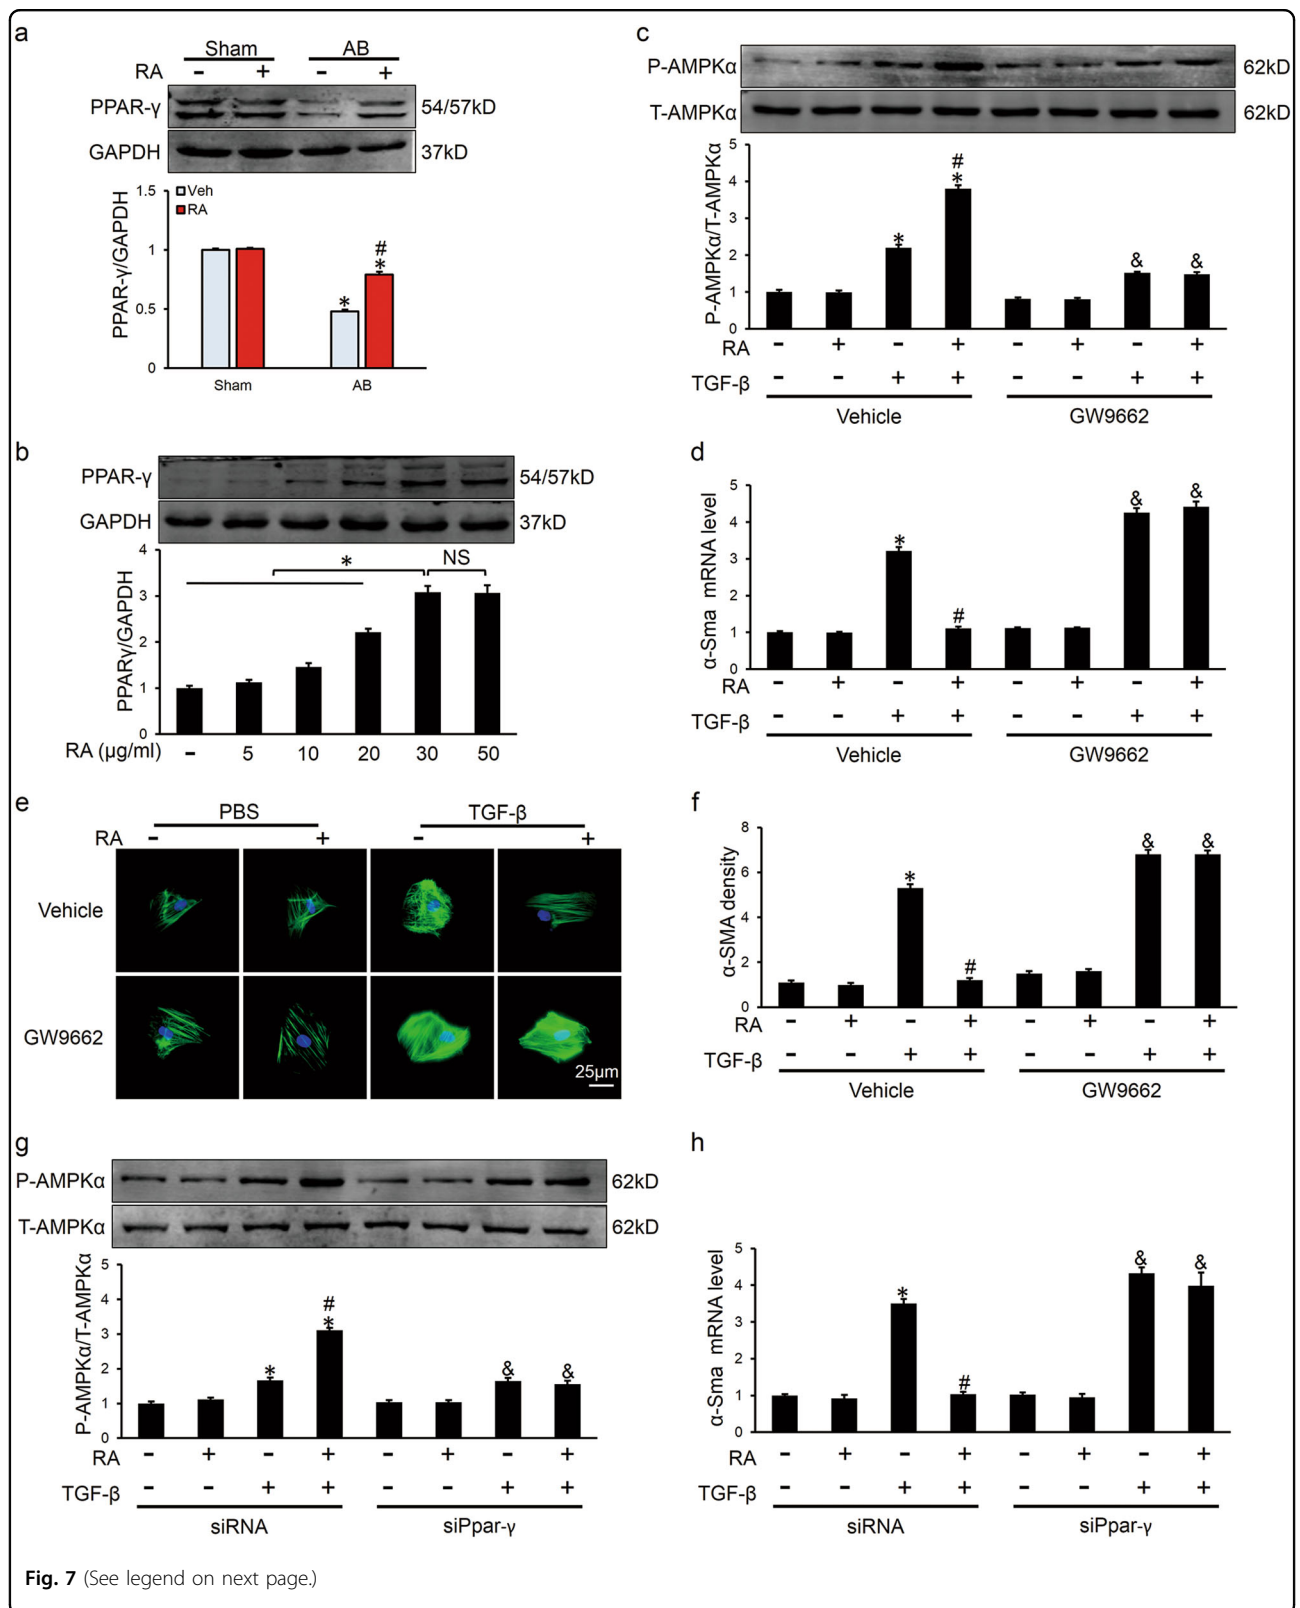 a
Sham AB
RA - + - +
PPAR-γ 54/57kD
GAPDH 37kD
PPAR-γ/GAPDH
Veh
RA
1.5
1
0.5
0
Sham AB
* # *
b
PPAR-γ 54/57kD
GAPDH 37kD
PPARγ/GAPDH
4
3
2
1
0
* NS
RA (μg/ml) - 5 10 20 30 50
c
P-AMPKα 62kD
T-AMPKα 62kD
P-AMPKα/T-AMPKα
5
4
3
2
1
0
* # * & &
RA - + - + - + - +
TGF-β - - + + - - + +
Vehicle GW9662
d
α-Sma mRNA level
5
4
3
2
1
0
* # & &
RA - + - + - + - +
TGF-β - - + + - - + +
Vehicle GW9662
e
PBS TGF-β
RA - + - +
Vehicle
GW9662
25μm
f
α-SMA density
8
6
4
2
0
* # & &
RA - + - + - + - +
TGF-β - - + + - - + +
Vehicle GW9662
g
P-AMPKα 62kD
T-AMPKα 62kD
P-AMPKα/T-AMPKα
5
4
3
2
1
0
* # * & &
RA - + - + - + - +
TGF-β - - + + - - + +
siRNA siPpar-γ
h
α-Sma mRNA level
5
4
3
2
1
0
* # & &
RA - + - + - + - +
TGF-β - - + + - - + +
siRNA siPpar-γ
Fig. 7 (See legend on next page.)